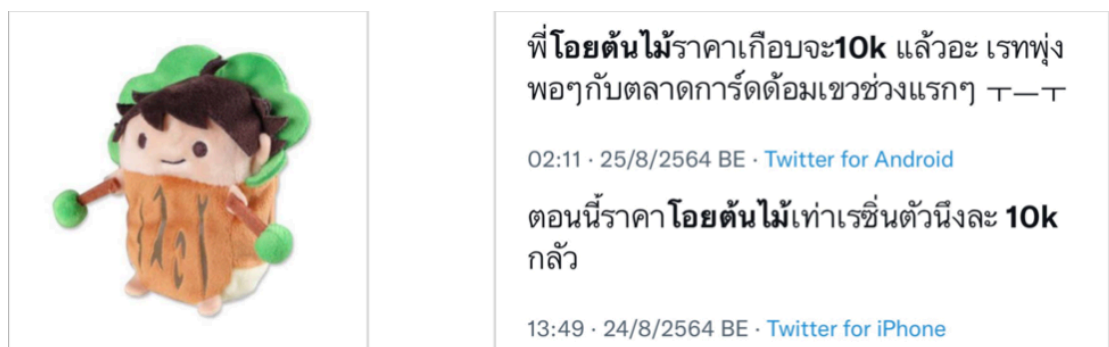 พี่โอยต้นไม้ราคาเกือบจะ10k แล้วอะ เรทพุ่ง
พอๆกับตลาดการ์ดด้อมเขวช่วงแรกๆ ㅜㅡㅜ
02:11 · 25/8/2564 BE · Twitter for Android
ตอนนี้ราคาโอยต้นไม้เท่าเรซิ่นตัวนึงละ 10k
กลัว
13:49 · 24/8/2564 BE · Twitter for iPhone